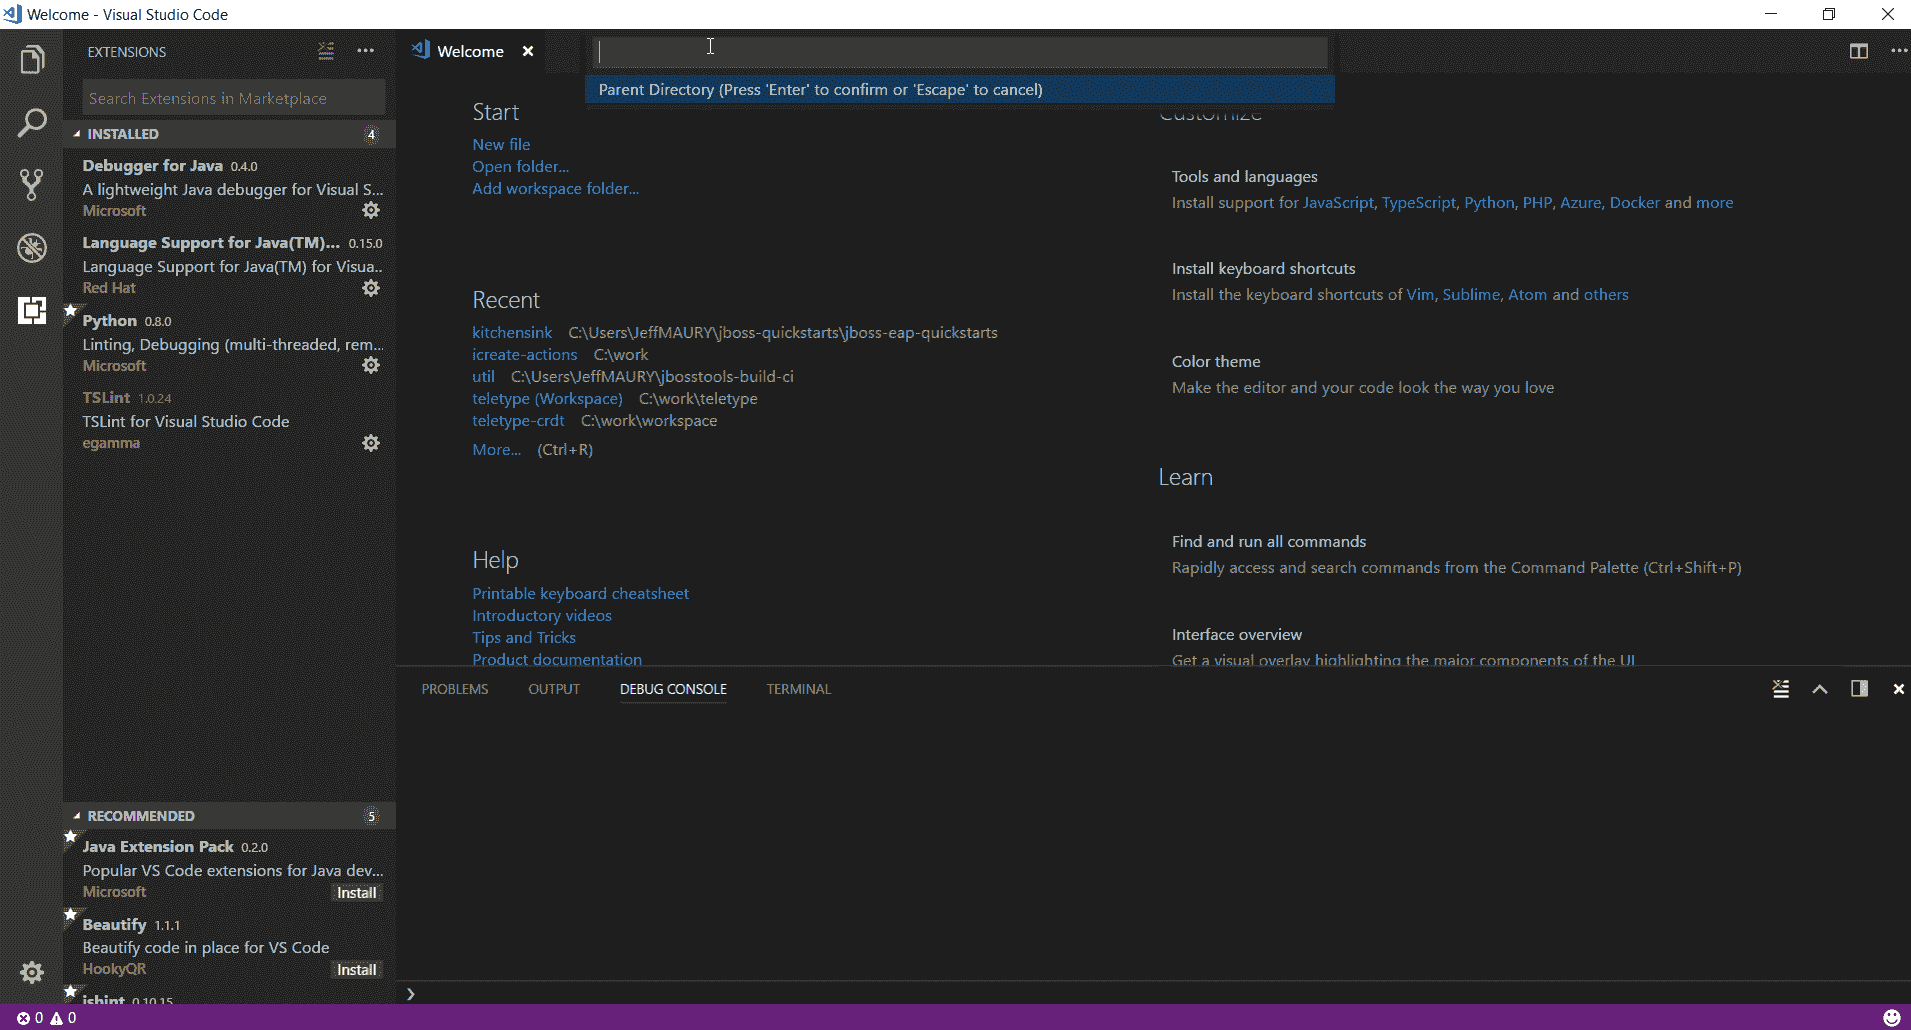 Welcome - Visual Studio Code
EXTENSIONS
Search Extensions in Marketplace
INSTALLED 4
Debugger for Java 0.4.0
A lightweight Java debugger for Visual S...
Microsoft
Language Support for Java(TM)... 0.15.0
Language Support for Java(TM) for Visua...
Red Hat
Python 0.8.0
Linting, Debugging (multi-threaded, rem...
Microsoft
TSLint 1.0.24
TSLint for Visual Studio Code
egamma
RECOMMENDED 5
Java Extension Pack 0.2.0
Popular VS Code extensions for Java dev...
Microsoft Install
Beautify 1.1.1
Beautify code in place for VS Code
HookyQR Install
jshint 0.10.15
Welcome
Parent Directory (Press 'Enter' to confirm or 'Escape' to cancel)
Start
New file
Open folder...
Add workspace folder...
Recent
kitchensink C:\Users\JeffMAURY\jboss-quickstarts\jboss-eap-quickstarts
icreate-actions C:\work
util C:\Users\JeffMAURY\jbosstools-build-ci
teletype (Workspace) C:\work\teletype
teletype-crdt C:\work\workspace
More... (Ctrl+R)
Help
Printable keyboard cheatsheet
Introductory videos
Tips and Tricks
Product documentation
Customize
Tools and languages
Install support for JavaScript, TypeScript, Python, PHP, Azure, Docker and more
Install keyboard shortcuts
Install the keyboard shortcuts of Vim, Sublime, Atom and others
Color theme
Make the editor and your code look the way you love
Learn
Find and run all commands
Rapidly access and search commands from the Command Palette (Ctrl+Shift+P)
Interface overview
Get a visual overlay highlighting the major components of the UI
PROBLEMS OUTPUT DEBUG CONSOLE TERMINAL
0 0